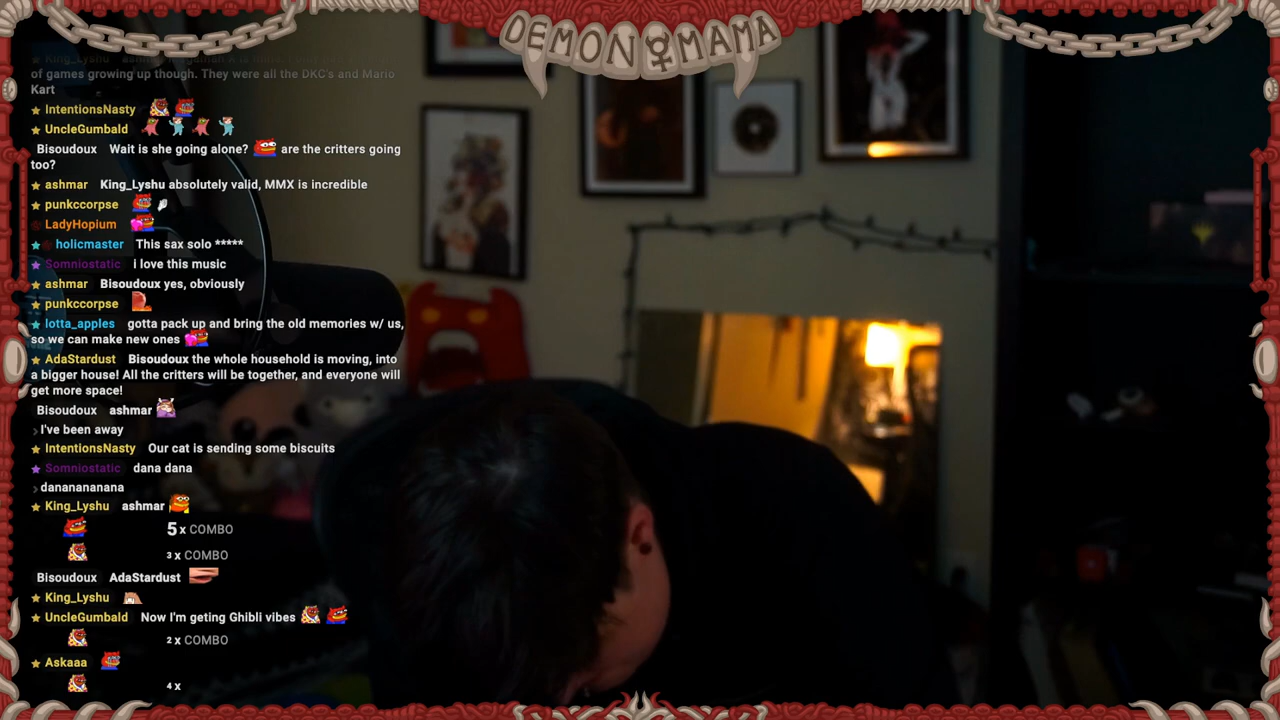 DEMON MAMA
of games growing up though. They were all the DKC's and Mario
Kart
IntentionsNasty
UncleGumbald
Bisoudoux Wait is she going alone? are the critters going
too?
ashmar King_Lyshu absolutely valid, MMX is incredible
punkccorpse
LadyHopium
holicmaster This sax solo *****
Somniostatic i love this music
ashmar Bisoudoux yes, obviously
punkccorpse
lotta_apples gotta pack up and bring the old memories w/ us,
so we can make new ones
AdaStardust Bisoudoux the whole household is moving, into
a bigger house! All the critters will be together, and everyone will
get more space!
Bisoudoux ashmar
I've been away
IntentionsNasty Our cat is sending some biscuits
Somniostatic dana dana
danananana
King_Lyshu ashmar
5 x COMBO
3 x COMBO
Bisoudoux AdaStardust
King_Lyshu
UncleGumbald Now I'm geting Ghibli vibes
2 x COMBO
Askaaa
4 x